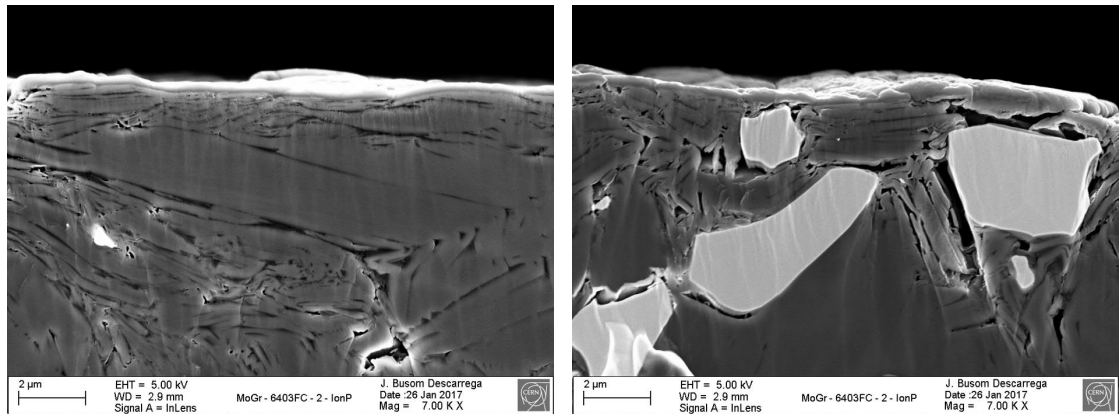 2 µm
EHT = 5.00 kV
WD = 2.9 mm
Signal A = InLens
MoGr - 6403FC - 2 - IonP
J. Busom Descarrega
Date :26 Jan 2017
Mag = 7.00 K X
CERN
2 µm
EHT = 5.00 kV
WD = 2.9 mm
Signal A = InLens
MoGr - 6403FC - 2 - IonP
J. Busom Descarrega
Date :26 Jan 2017
Mag = 7.00 K X
CERN